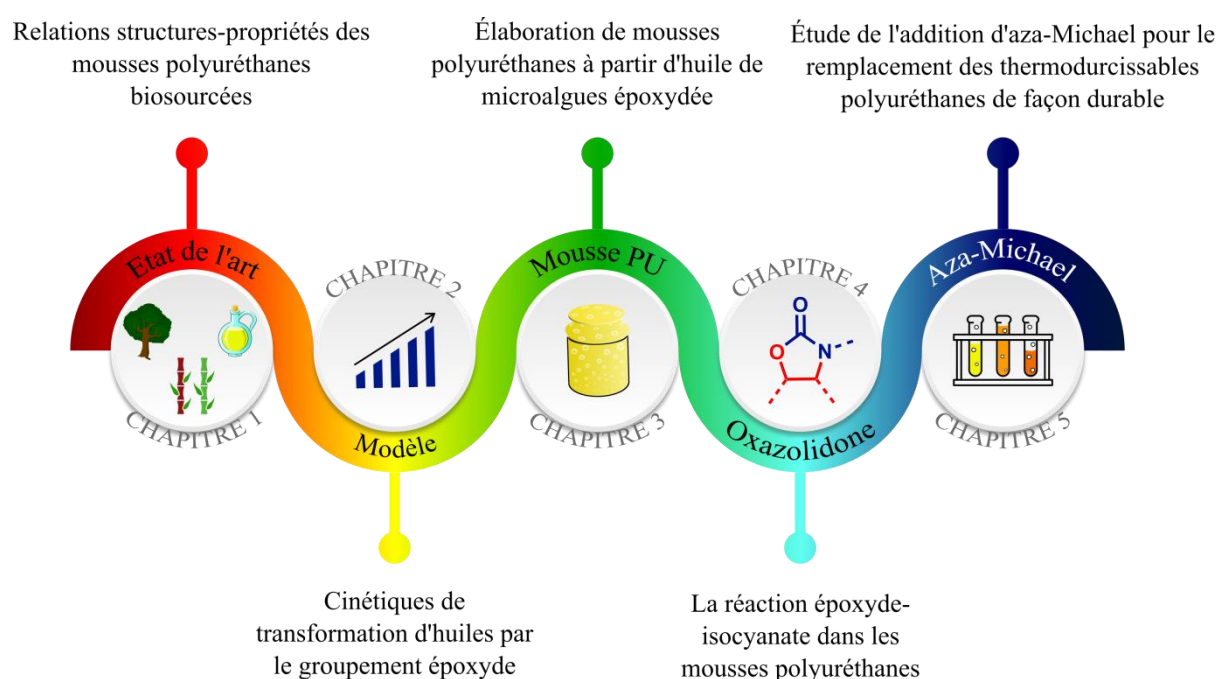 Relations structures-propriétés des
mousses polyuréthanes
biosourcées
Élaboration de mousses
polyuréthanes à partir d'huile de
microalgues époxydée
Étude de l'addition d'aza-Michael pour le
remplacement des thermodurcissables
polyuréthanes de façon durable
Etat de l'art
CHAPITRE 1
CHAPITRE 2
Modèle
Mousse PU
CHAPITRE 3
CHAPITRE 4
O
O
N
Oxazolidone
Aza-Michael
CHAPITRE 5
Cinétiques de
transformation d'huiles par
le groupement époxyde
La réaction époxyde-
isocyanate dans les
mousses polyuréthanes